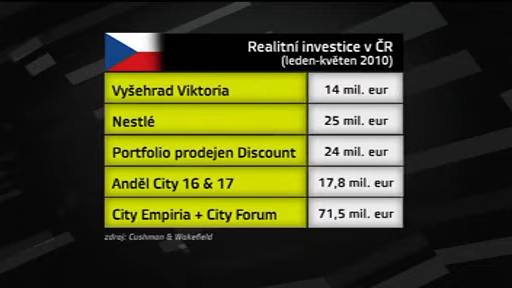 Realitní investice v ČR
(leden-květen 2010)
Vyšehrad Viktoria 14 mil. eur
Nestlé 25 mil. eur
Portfolio prodejen Discount 24 mil. eur
Anděl City 16 & 17 17,8 mil. eur
City Empiria + City Forum 71,5 mil. eur
zdroj: Cushman & Wakefield